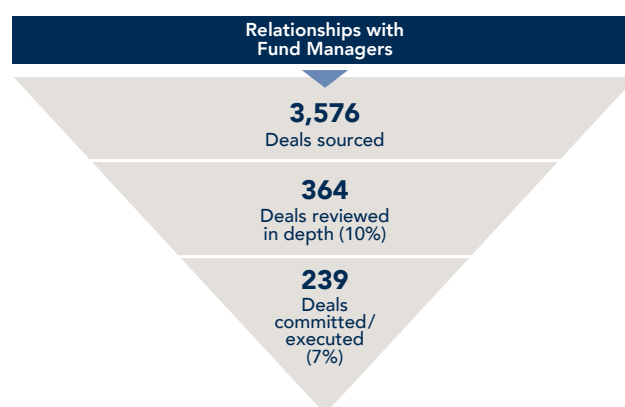 Relationships with
Fund Managers
3,576
Deals sourced
364
Deals reviewed
in depth (10%)
239
Deals
committed/
executed
(7%)